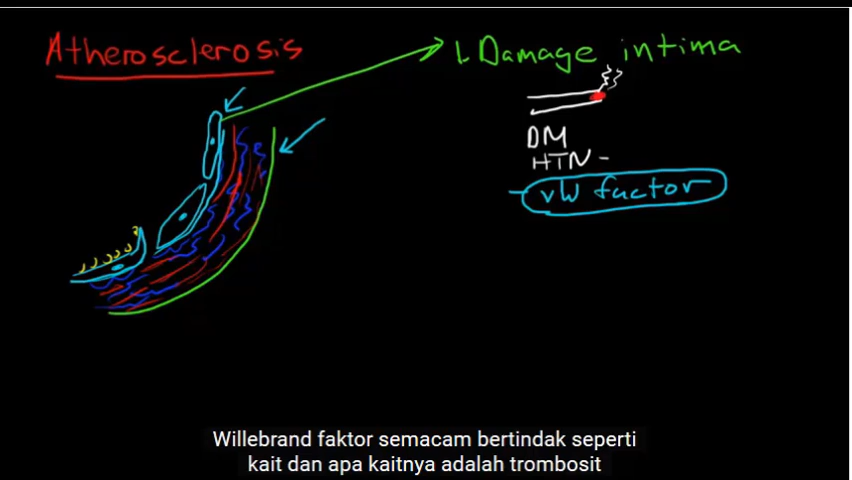 Atherosclerosis
1. Damage intima
DM
HTN -
- vW factor
Willebrand faktor semacam bertindak seperti
kait dan apa kaitnya adalah trombosit